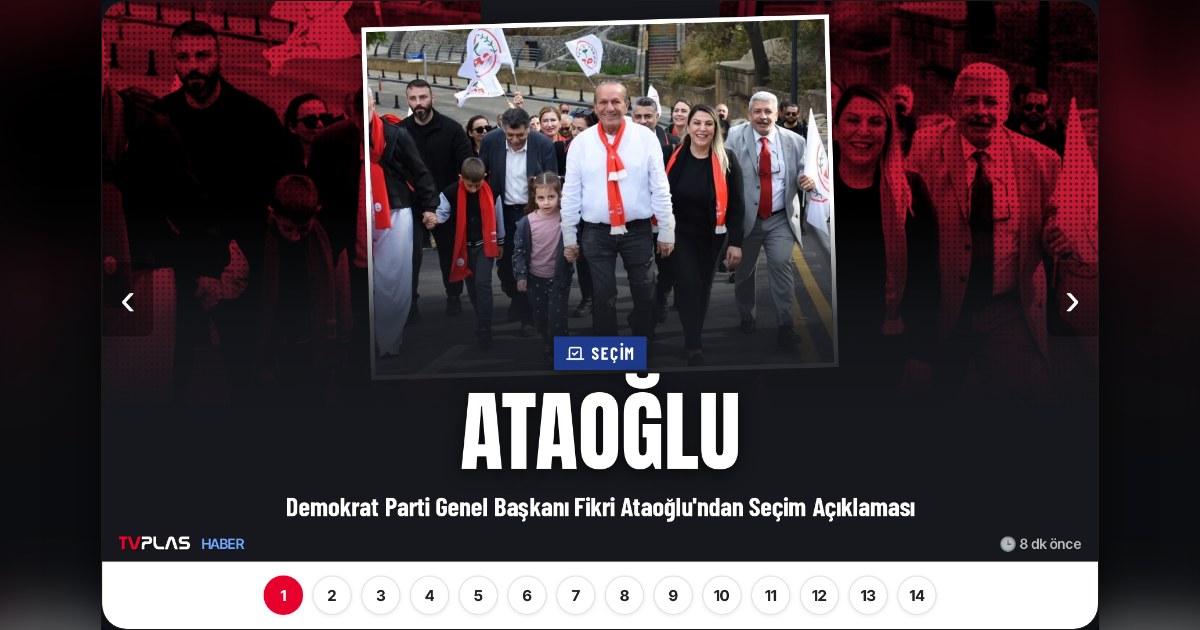 SEÇİM
ATAOĞLU
Demokrat Parti Genel Başkanı Fikri Ataoğlu'ndan Seçim Açıklaması
TVPLAS HABER
8 dk önce
1 2 3 4 5 6 7 8 9 10 11 12 13 14